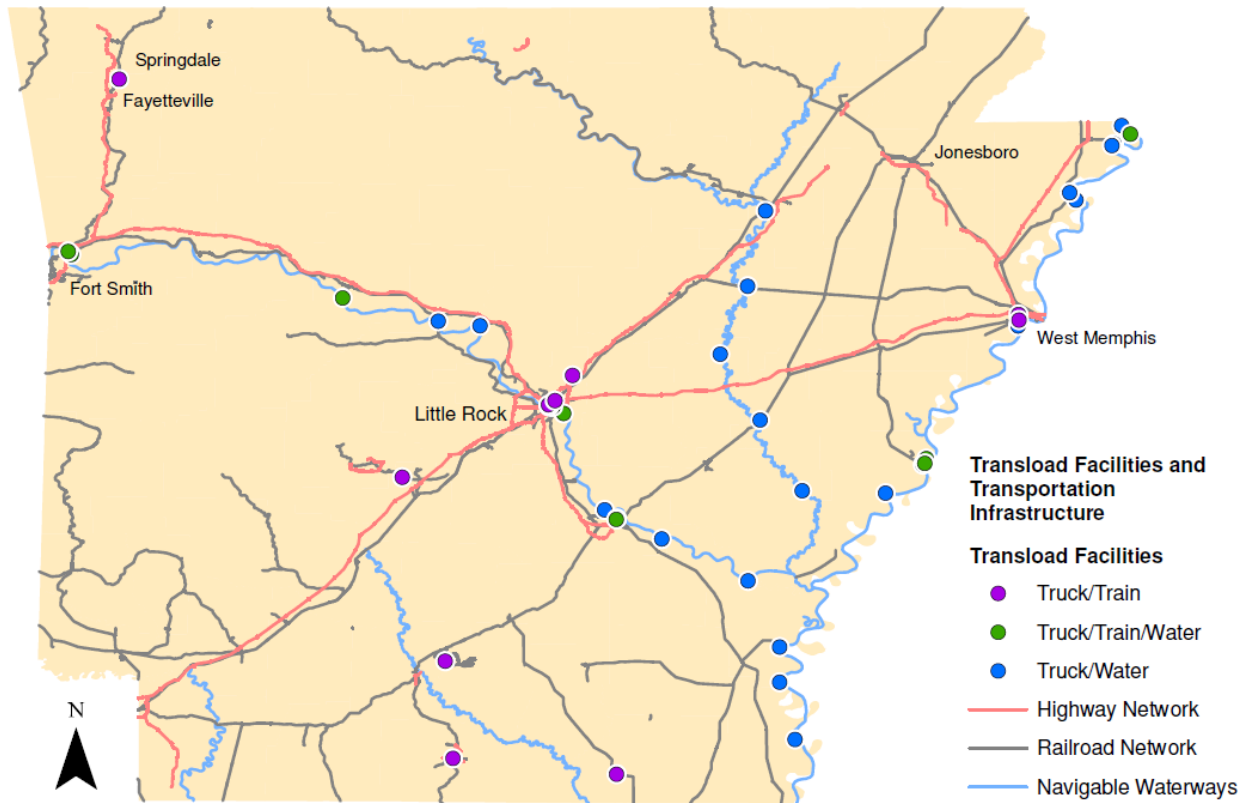 Springdale
Fayetteville
Jonesboro
Fort Smith
West Memphis
Little Rock
Transload Facilities and
Transportation
Infrastructure
Transload Facilities
Truck/Train
Truck/Train/Water
Truck/Water
Highway Network
Railroad Network
Navigable Waterways
N